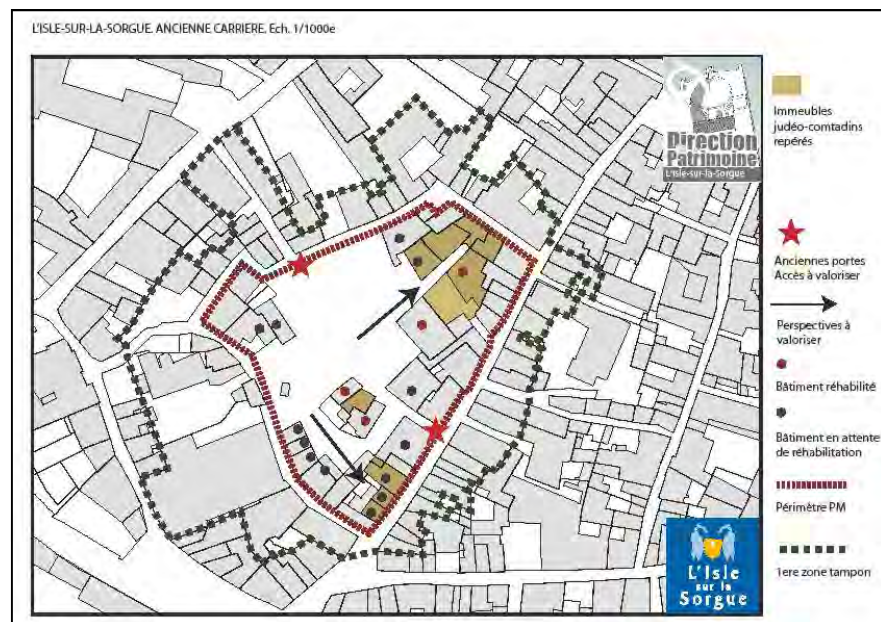 L'ISLE-SUR-LA-SORGUE. ANCIENNE CARRIERE. Ech. 1/1000e
Direction
Patrimoine
L'Isle-sur-la-Sorgue
Immeubles
judéo-comtadins
repérés
Anciennes portes
Accès à valoriser
Perspectives à
valoriser
Bâtiment réhabilité
Bâtiment en attente
de réhabilitation
Périmètre PM
1ere zone tampon
L'Isle
sur la
Sorgue